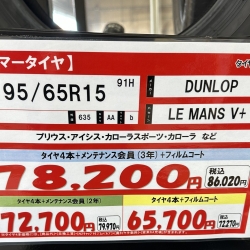 マータイヤ】
95/65R15 91H DUNLOP
635 AA b LE MANS V+
プリウス・アイシス・カローラスポーツ・カローラ など
タイヤ4本+メンテナンス会員(3年)+フィルムコート
78,200円 税込 86,020円
タイヤ4本+メンテナンス会員(2年)
72,700円 税込 79,970円
タイヤ4本+フィルムコート
65,700円 税込 72,270円